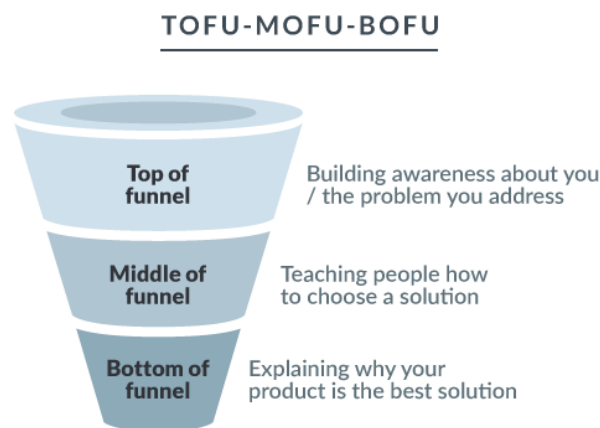 TOFU-MOFU-BOFU
Top of
funnel
Building awareness about you
/ the problem you address
Middle of
funnel
Teaching people how
to choose a solution
Bottom of
funnel
Explaining why your
product is the best solution